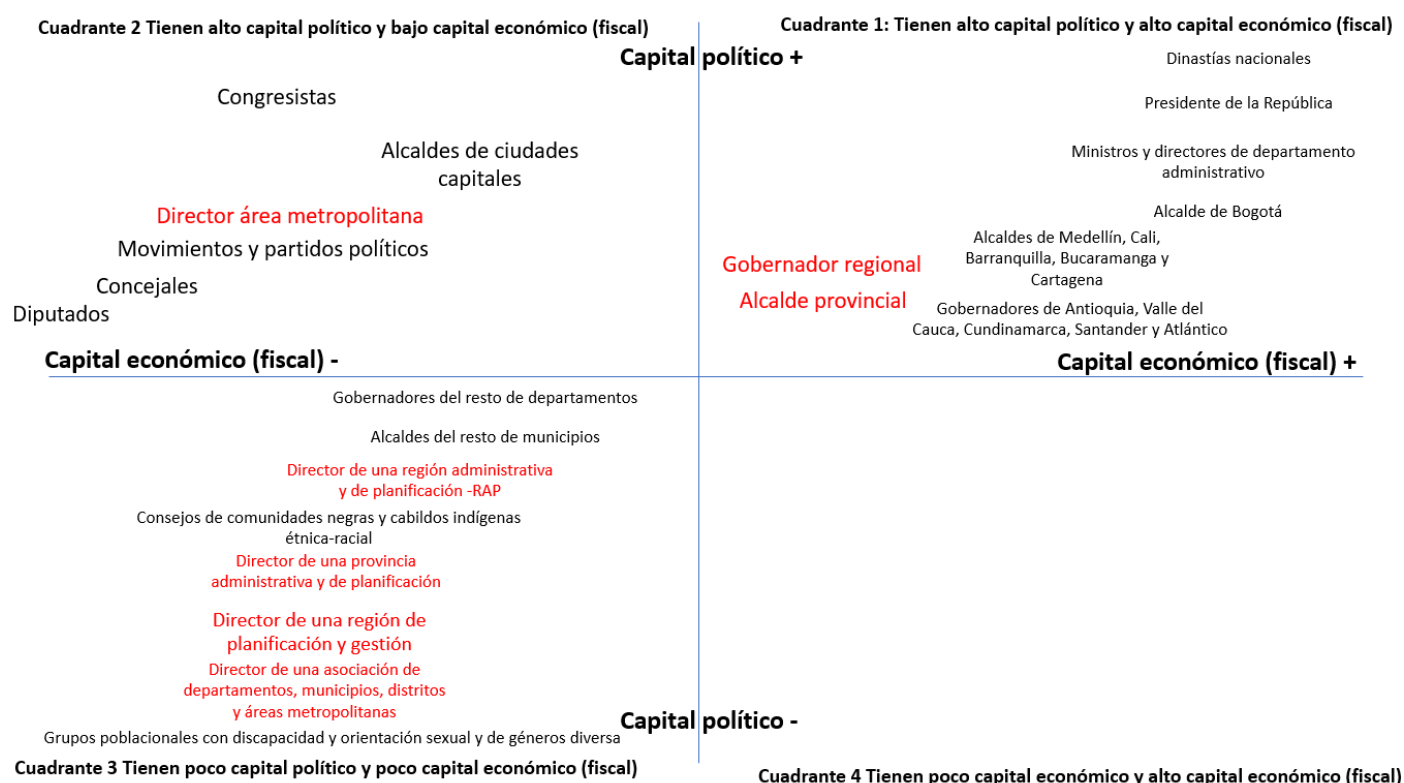 Cuadrante 2 Tienen alto capital político y bajo capital económico (fiscal)
Cuadrante 1: Tienen alto capital político y alto capital económico (fiscal)
Capital político +
Dinastías nacionales
Congresistas
Presidente de la República
Alcaldes de ciudades
capitales
Ministros y directores de departamento
administrativo
Director área metropolitana
Alcalde de Bogotá
Movimientos y partidos políticos
Alcaldes de Medellín, Cali,
Barranquilla, Bucaramanga y
Cartagena
Gobernador regional
Concejales
Alcalde provincial
Diputados
Gobernadores de Antioquia, Valle del
Cauca, Cundinamarca, Santander y Atlántico
Capital económico (fiscal) -
Capital económico (fiscal) +
Gobernadores del resto de departamentos
Alcaldes del resto de municipios
Director de una región administrativa
y de planificación -RAP
Consejos de comunidades negras y cabildos indígenas
étnica-racial
Director de una provincia
administrativa y de planificación
Director de una región de
planificación y gestión
Director de una asociación de
departamentos, municipios, distritos
y áreas metropolitanas
Capital político -
Grupos poblacionales con discapacidad y orientación sexual y de géneros diversa
Cuadrante 3 Tienen poco capital político y poco capital económico (fiscal)
Cuadrante 4 Tienen poco capital económico y alto capital económico (fiscal)